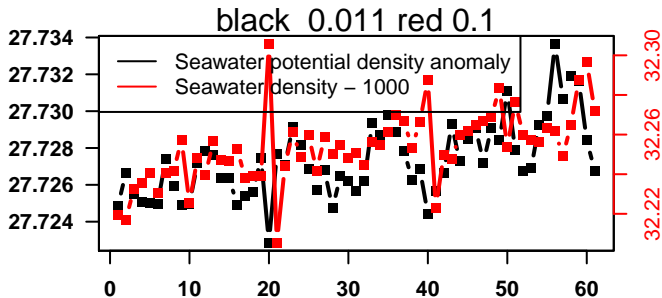 black 0.011 red 0.1
27.734
27.732
27.730
27.728
27.726
27.724
Seawater potential density anomaly
Seawater density − 1000
32.30
32.26
32.22
0 10 20 30 40 50 60